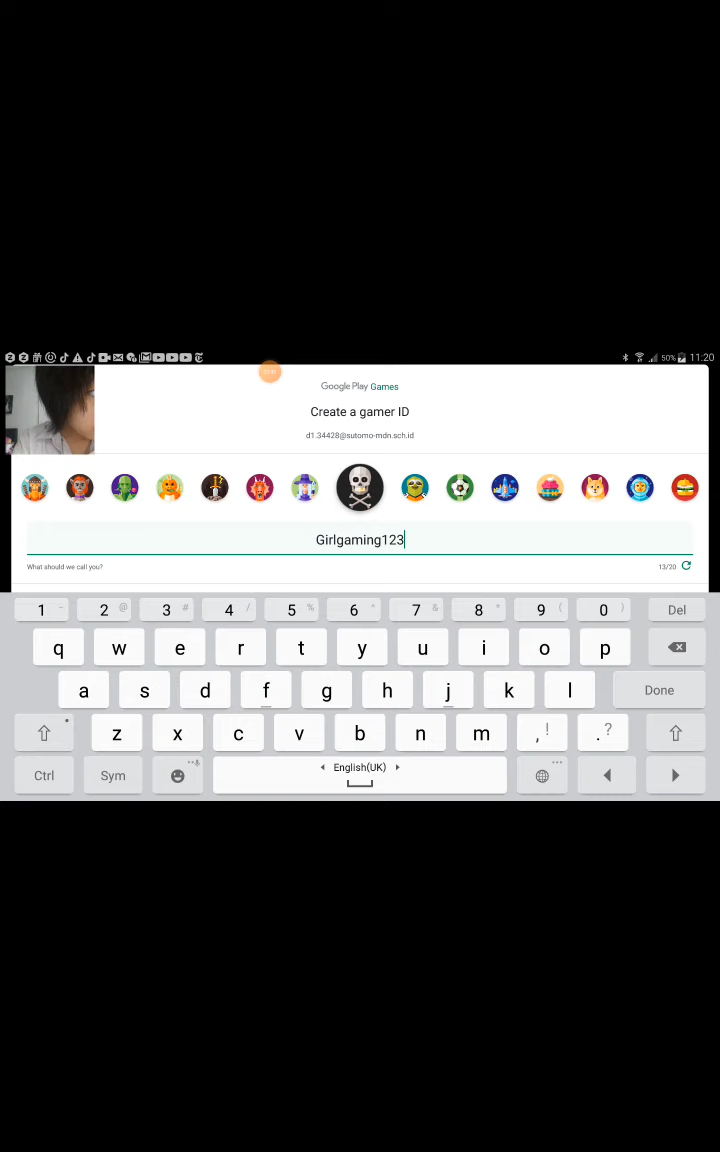 50% 11:20
Google Play Games
Create a gamer ID
d1.34428@sutomo-mdn.sch.id
Girlgaming123
What should we call you? 13/20
1 - 2 @ 3 # 4 / 5 % 6 ^ 7 & 8 * 9 ( 0 ) Del
q w e r t y u i o p
a s d f g h j k l Done
z x c v b n m , ! . ?
Ctrl Sym English(UK)